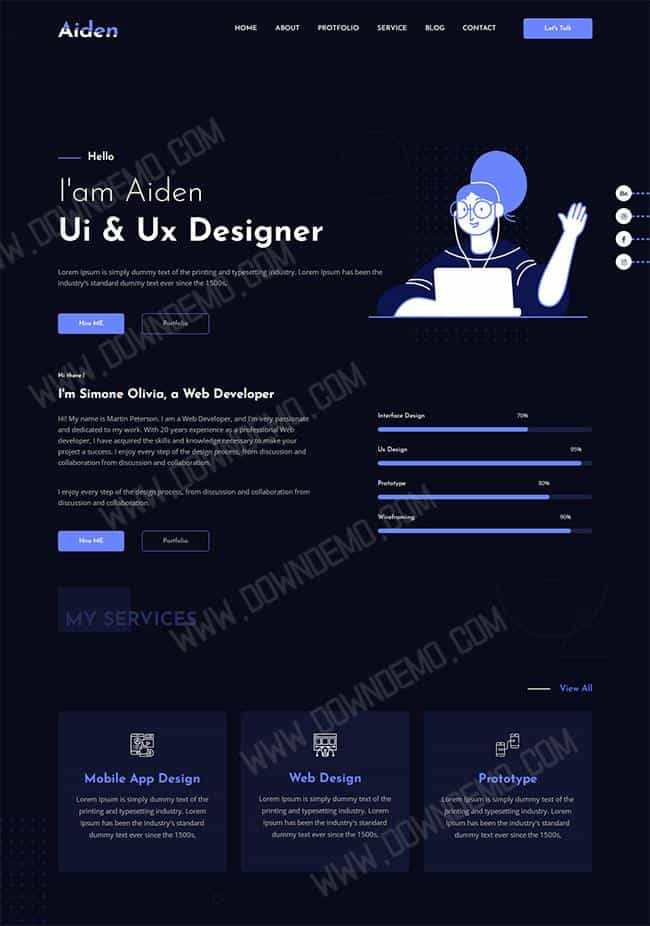 Aiden
HOME ABOUT PROTFOLIO SERVICE BLOG CONTACT Let's Talk
Hello
I'am Aiden
Ui & Ux Designer
Lorem Ipsum is simply dummy text of the printing and typesetting industry. Lorem Ipsum has been the
industry's standard dummy text ever since the 1500s,
Hire ME Portfolio
Bē
Hi there !
I'm Simone Olivia, a Web Developer
Hi! My name is Martin Peterson. I am a Web Developer, and I'm very passionate
and dedicated to my work. With 20 years experience as a professional Web
developer, I have acquired the skills and knowledge necessary to make your
project a success. I enjoy every step of the design process, from discussion and
collaboration from discussion and collaboration.
I enjoy every step of the design process, from discussion and collaboration from
discussion and collaboration.
Hire ME Portfolio
Interface Design 70%
Ux Design 95%
Prototype 80%
Wireframing 90%
MY SERVICES
View All
Mobile App Design
Lorem Ipsum is simply dummy text of the
printing and typesetting industry. Lorem
Ipsum has been the industry's standard
dummy text ever since the 1500s,
Web Design
Lorem Ipsum is simply dummy text of the
printing and typesetting industry. Lorem
Ipsum has been the industry's standard
dummy text ever since the 1500s,
Prototype
Lorem Ipsum is simply dummy text of the
printing and typesetting industry. Lorem
Ipsum has been the industry's standard
dummy text ever since the 1500s,
WWW.DOWNDEMO.COM
WWW.DOWNDEMO.COM
WWW.DOWNDEMO.COM
WWW.DOWNDEMO.COM
WWW.DOWNDEMO.COM
WWW.DOWNDEMO.COM
WWW.DOWNDEMO.COM